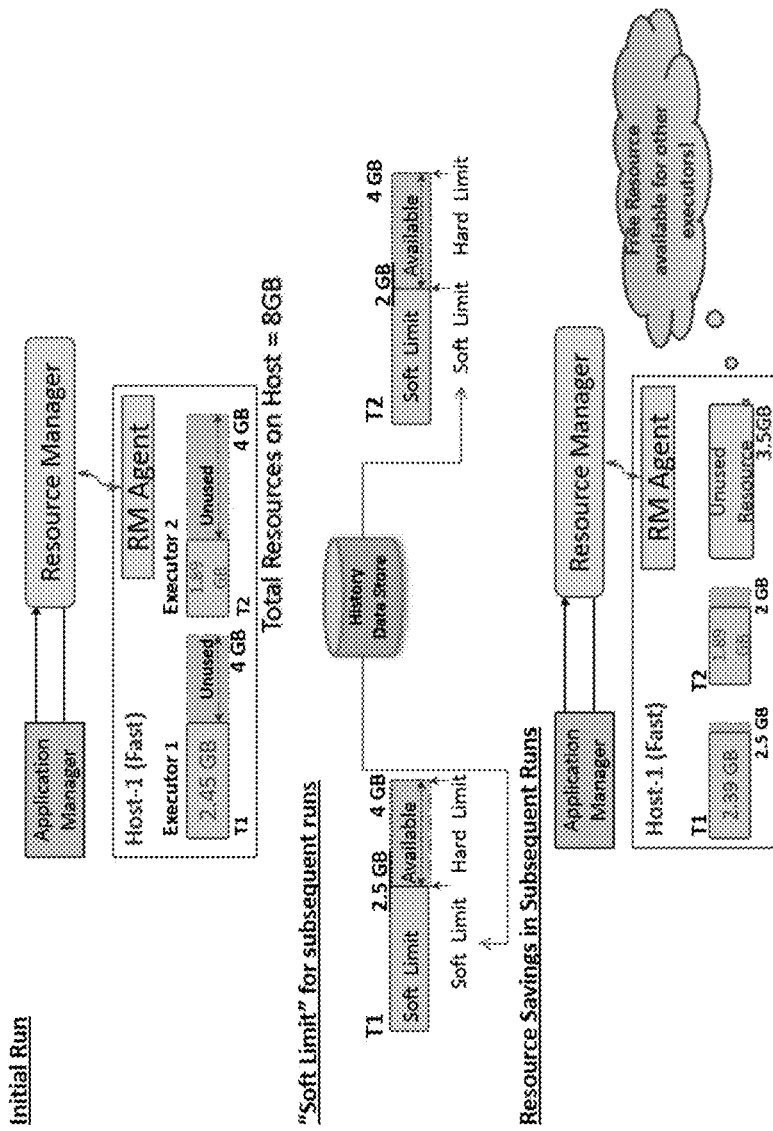 Initial Run
Application
Manager
Resource Manager
Host-1 (Fast)
RM Agent
Executor 1
Executor 2
2.45 GB
Unused
1.89
GB
Unused
T1
4 GB
T2
4 GB
Total Resources on Host = 8GB
"Soft Limit" for subsequent runs
History
Data Store
T1
2.5 GB
4 GB
Soft Limit
Available
Soft Limit
Hard Limit
T2
2 GB
4 GB
Soft Limit
Available
Soft Limit
Hard Limit
Resource Savings in Subsequent Runs
Application
Manager
Resource Manager
Free Resource
available for other
executors!
Host-1 (Fast)
RM Agent
T1
T2
1.89
GB
Unused
Resource
2.5 GB
2 GB
3.5GB